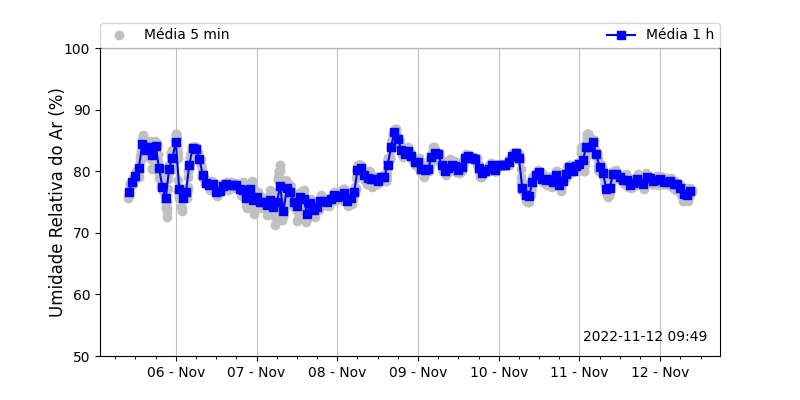 Média 5 min
Média 1 h
Umidade Relativa do Ar (%)
100
90
80
70
60
50
2022-11-12 09:49
06 - Nov
07 - Nov
08 - Nov
09 - Nov
10 - Nov
11 - Nov
12 - Nov